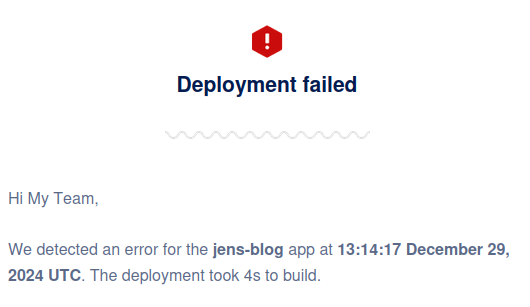 Deployment failed
Hi My Team,
We detected an error for the jens-blog app at 13:14:17 December 29,
2024 UTC. The deployment took 4s to build.